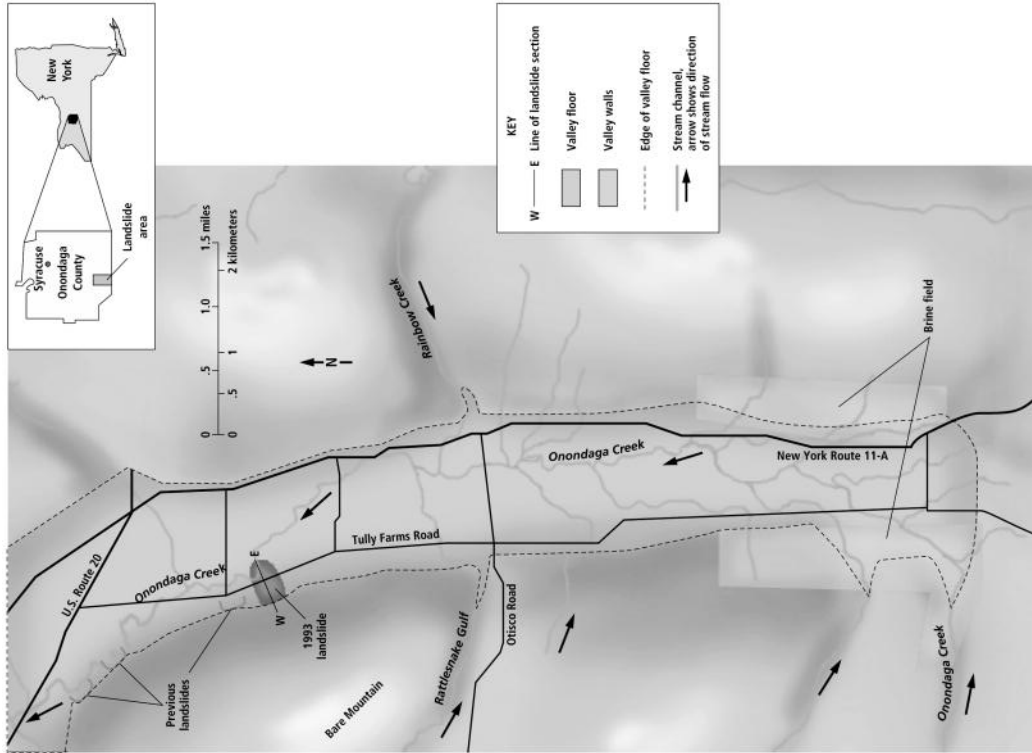 New
York
Syracuse
Onondaga
County
Landslide
area
0 .5 1.0 1.5 miles
0 1 2 kilometers
N
KEY
W E Line of landslide section
Valley floor
Valley walls
Edge of valley floor
Stream channel,
arrow shows direction
of stream flow
U.S. Route 20
Onondaga Creek
Previous
landslides
W
E
1993
landslide
Bare Mountain
Tully Farms Road
Rattlesnake Gulf
Otisco Road
Rainbow Creek
Onondaga Creek
New York Route 11-A
Brine field
Onondaga Creek